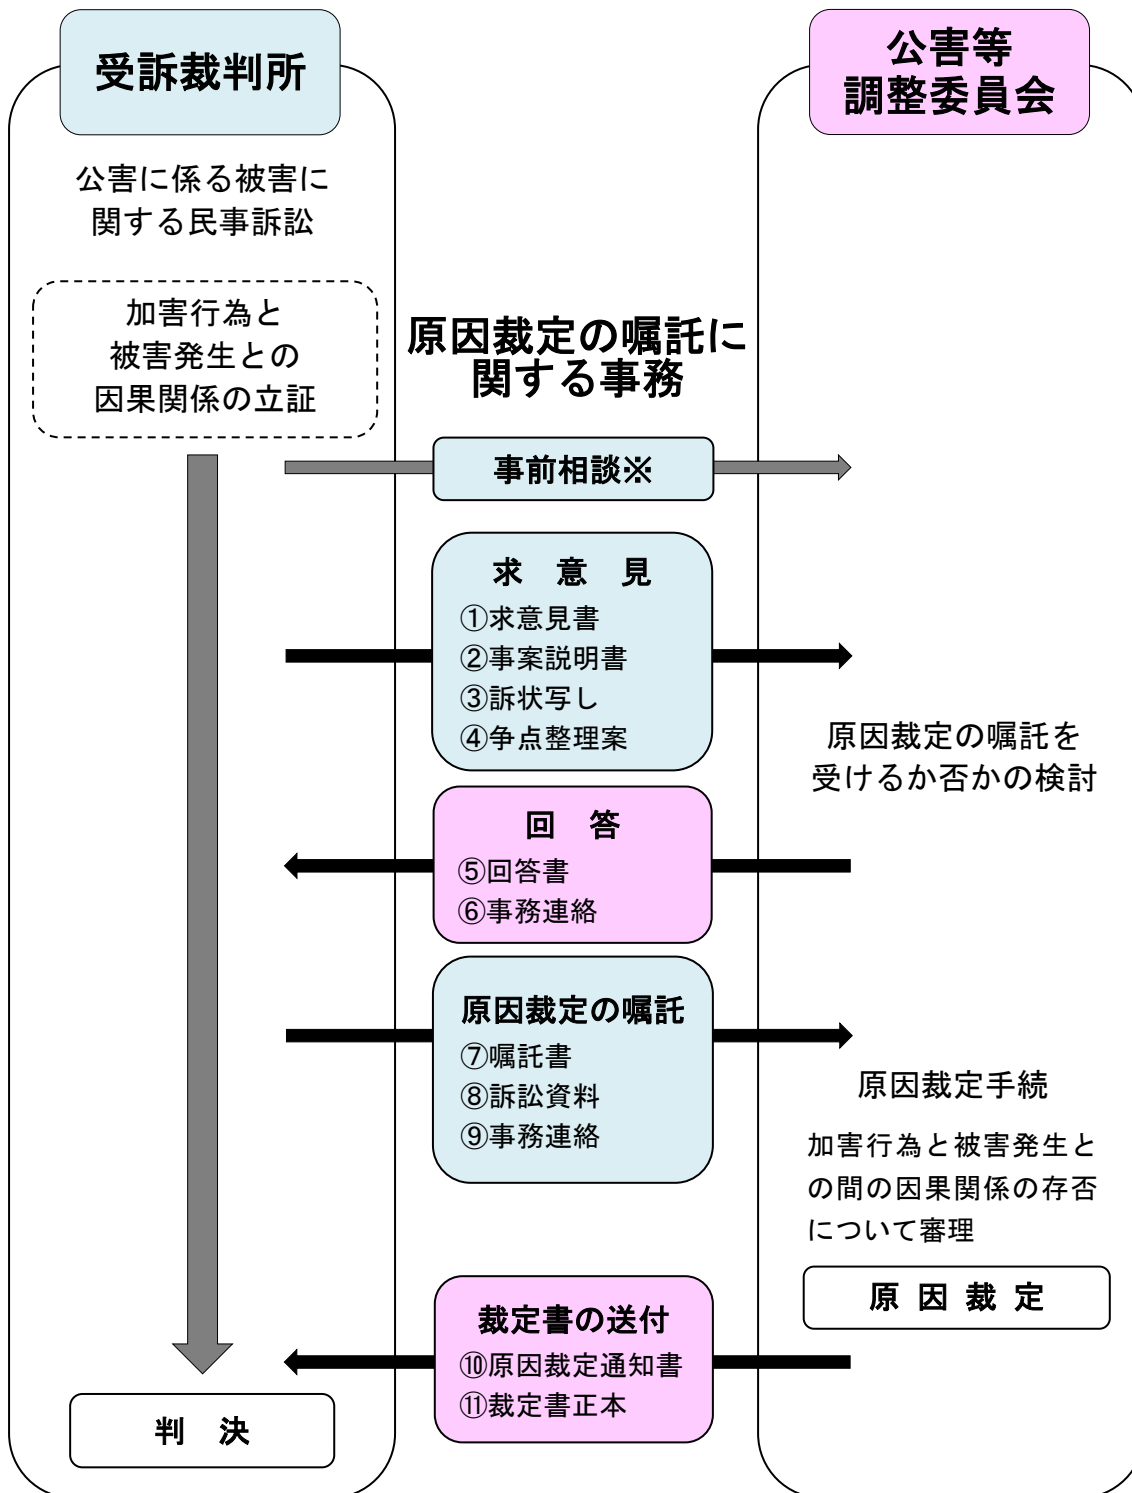 受訴裁判所
公害等
調整委員会
公害に係る被害に
関する民事訴訟
加害行為と
被害発生との
因果関係の立証
原因裁定の嘱託に
関する事務
事前相談※
求　意　見
①求意見書
②事案説明書
③訴状写し
④争点整理案
原因裁定の嘱託を
受けるか否かの検討
回　答
⑤回答書
⑥事務連絡
原因裁定の嘱託
⑦嘱託書
⑧訴訟資料
⑨事務連絡
原因裁定手続
加害行為と被害発生と
の間の因果関係の存否
について審理
原 因 裁 定
裁定書の送付
⑩原因裁定通知書
⑪裁定書正本
判　決